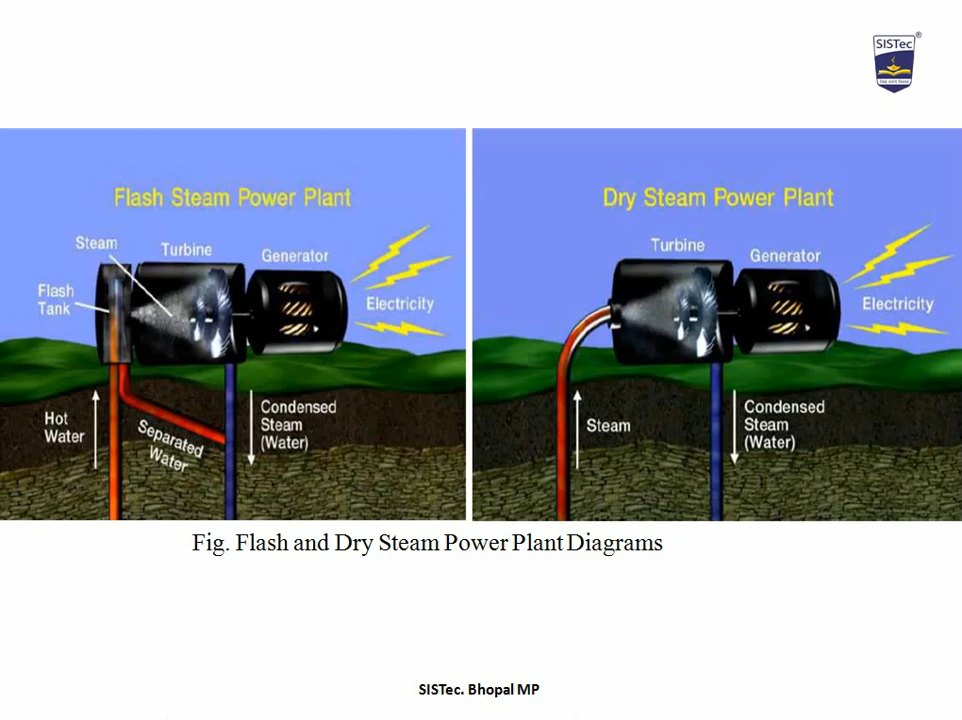 SISTec
®
Flash Steam Power Plant
Steam
Turbine
Generator
Flash
Tank
Electricity
Hot
Water
Separated
Water
Condensed
Steam
(Water)
Dry Steam Power Plant
Turbine
Generator
Electricity
Steam
Condensed
Steam
(Water)
Fig. Flash and Dry Steam Power Plant Diagrams
SISTec. Bhopal MP